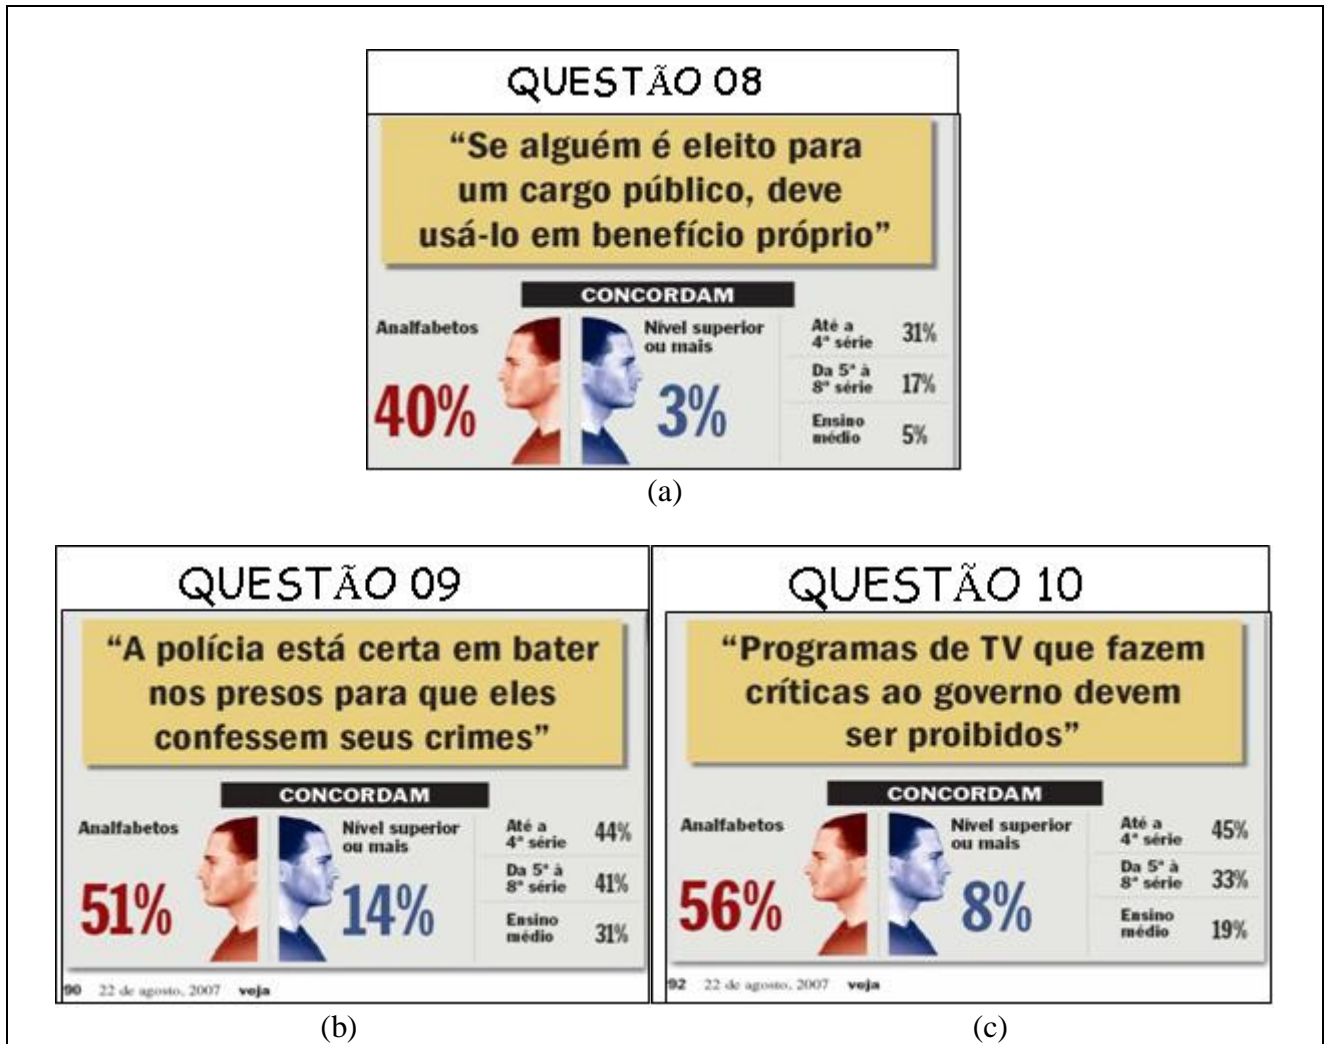 QUESTÃO 08
“Se alguém é eleito para
um cargo público, deve
usá-lo em benefício próprio”
CONCORDAM
Analfabetos
40%
Nível superior
ou mais
3%
Até a
4ª série 31%
Da 5ª à
8ª série 17%
Ensino
médio 5%
(a)
QUESTÃO 09
“A polícia está certa em bater
nos presos para que eles
confessem seus crimes”
CONCORDAM
Analfabetos
51%
Nível superior
ou mais
14%
Até a
4ª série 44%
Da 5ª à
8ª série 41%
Ensino
médio 31%
90 22 de agosto, 2007 veja
(b)
QUESTÃO 10
“Programas de TV que fazem
críticas ao governo devem
ser proibidos”
CONCORDAM
Analfabetos
56%
Nível superior
ou mais
8%
Até a
4ª série 45%
Da 5ª à
8ª série 33%
Ensino
médio 19%
92 22 de agosto, 2007 veja
(c)